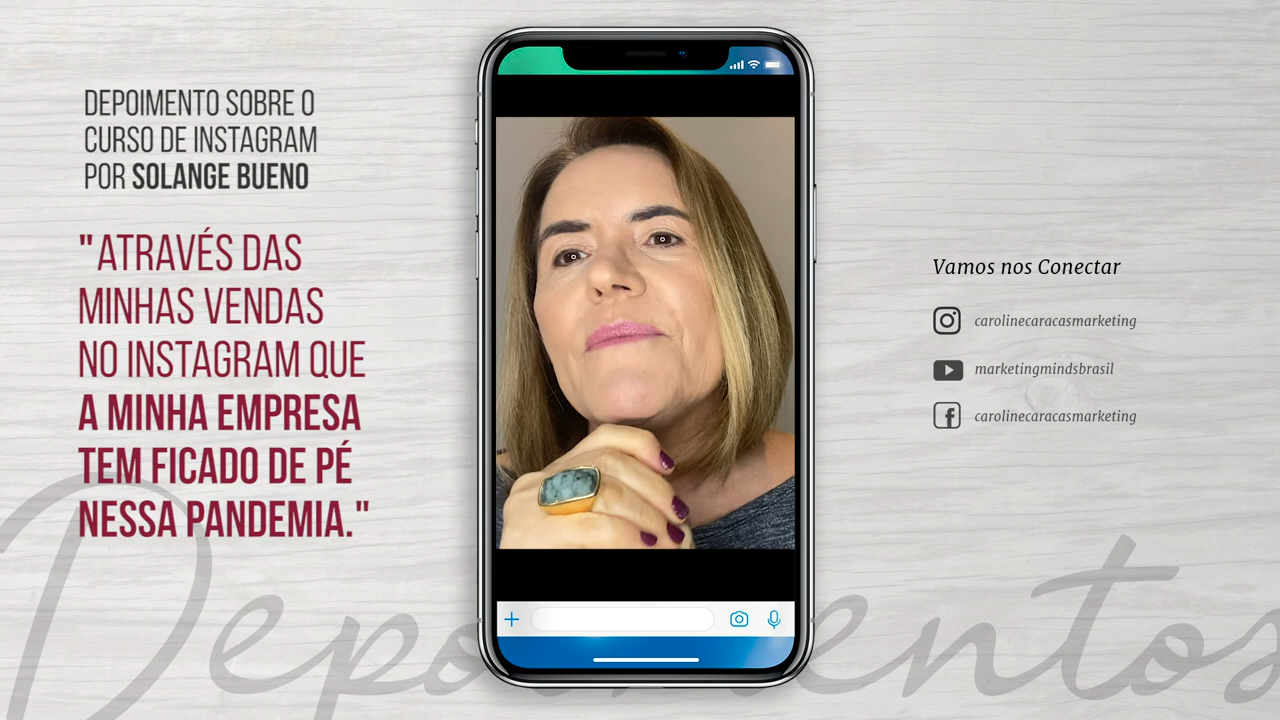 DEPOIMENTO SOBRE O
CURSO DE INSTAGRAM
POR SOLANGE BUENO
"ATRAVÉS DAS
MINHAS VENDAS
NO INSTAGRAM QUE
A MINHA EMPRESA
TEM FICADO DE PÉ
NESSA PANDEMIA."
Vamos nos Conectar
carolinecaracasmarketing
marketingmindsbrasil
carolinecaracasmarketing
Depoimentos